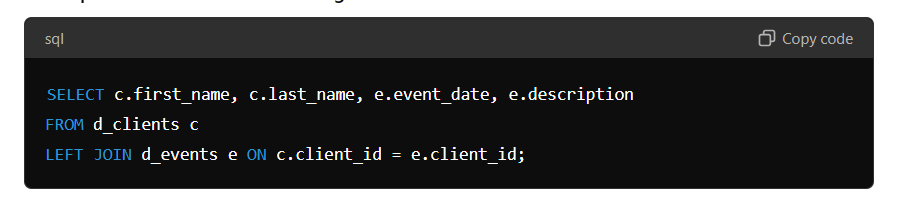 sql
Copy code
SELECT c.first_name, c.last_name, e.event_date, e.description
FROM d_clients c
LEFT JOIN d_events e ON c.client_id = e.client_id;